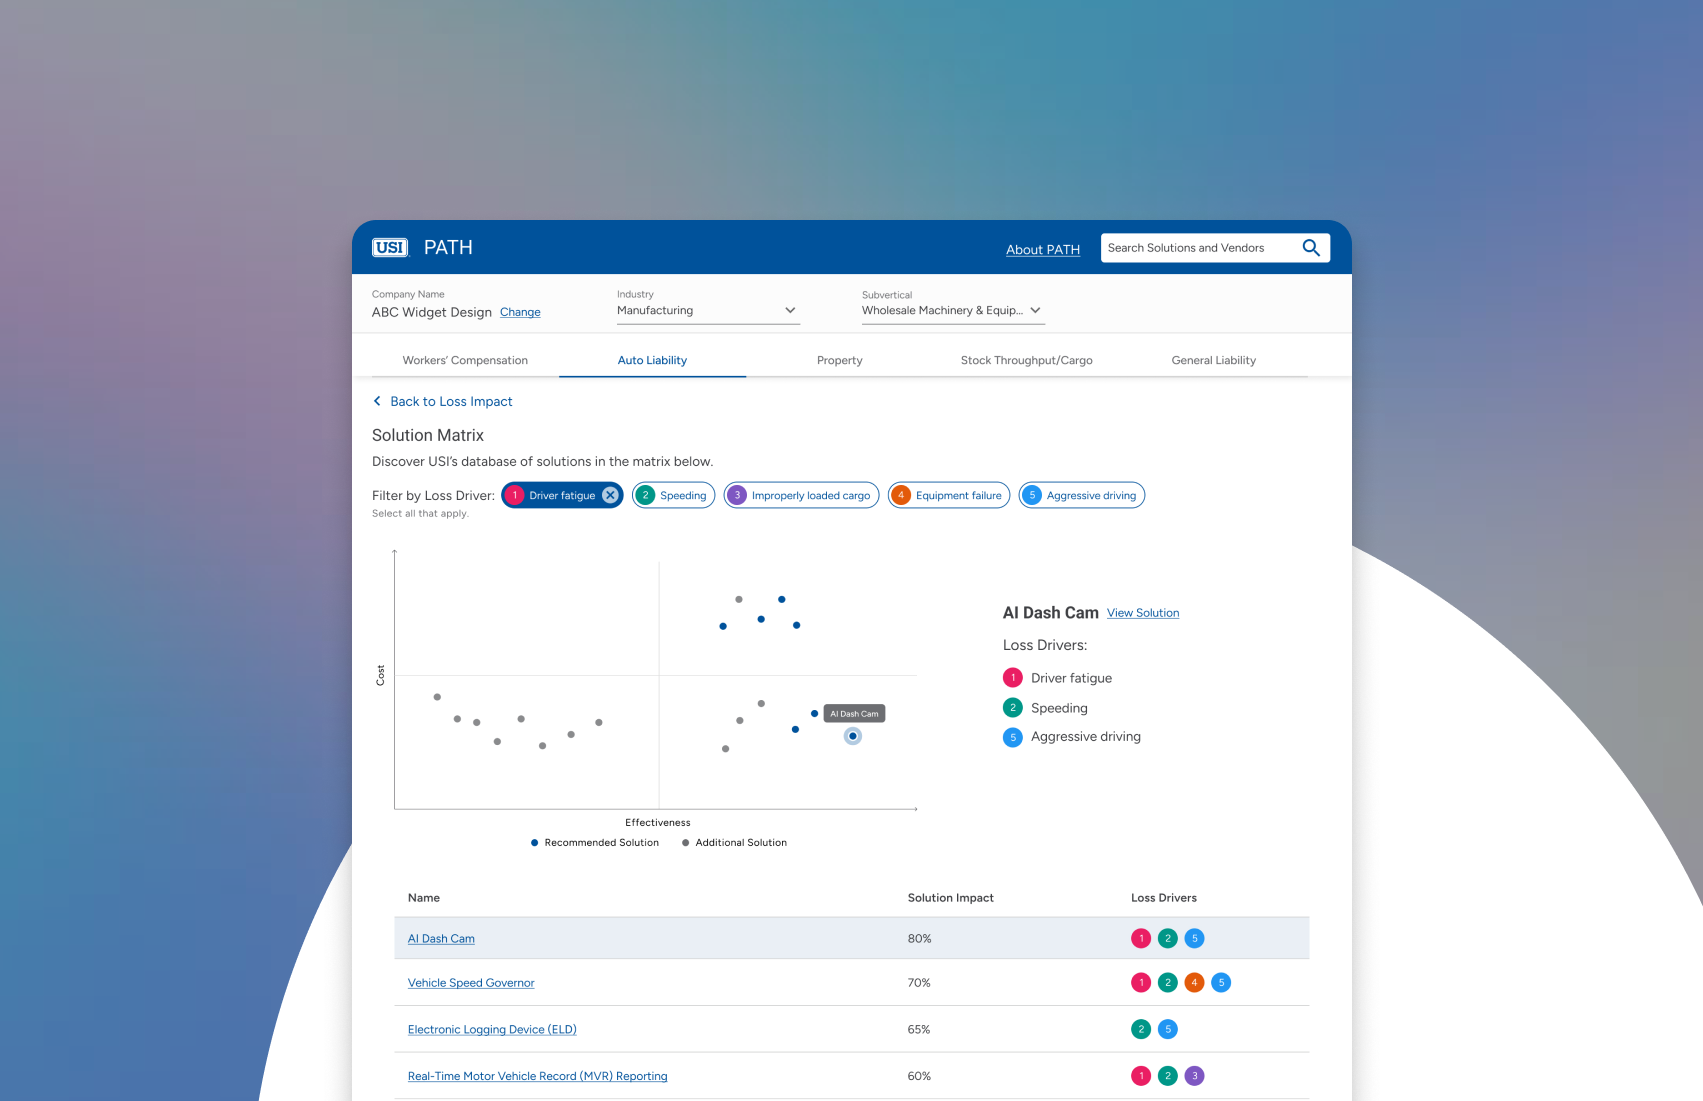 USI PATH
About PATH
Search Solutions and Vendors
Company Name
ABC Widget Design Change
Industry
Manufacturing
Subvertical
Wholesale Machinery & Equip...
Workers' Compensation
Auto Liability
Property
Stock Throughput/Cargo
General Liability
Back to Loss Impact
Solution Matrix
Discover USI's database of solutions in the matrix below.
Filter by Loss Driver: 1 Driver fatigue 2 Speeding 3 Improperly loaded cargo 4 Equipment failure 5 Aggressive driving
Select all that apply.
Cost
AI Dash Cam
Effectiveness
Recommended Solution Additional Solution
AI Dash Cam View Solution
Loss Drivers:
1 Driver fatigue
2 Speeding
5 Aggressive driving
Name Solution Impact Loss Drivers
AI Dash Cam 80% 1 2 5
Vehicle Speed Governor 70% 1 2 4 5
Electronic Logging Device (ELD) 65% 2 5
Real-Time Motor Vehicle Record (MVR) Reporting 60% 1 2 3